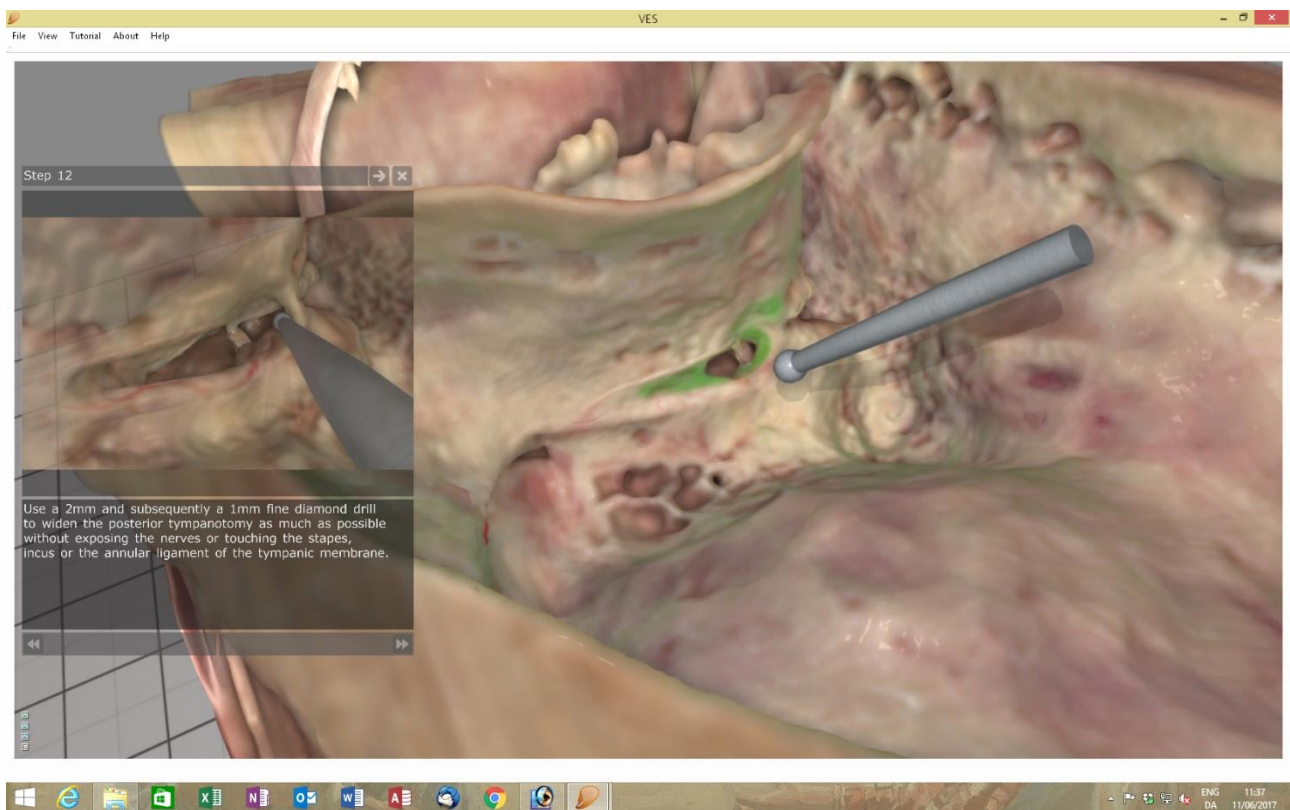 VES
File View Tutorial About Help
Step 12
Use a 2mm and subsequently a 1mm fine diamond drill
to widen the posterior tympanotomy as much as possible
without exposing the nerves or touching the stapes,
incus or the annular ligament of the tympanic membrane.
ENG 11:37
DA 11/06/2017